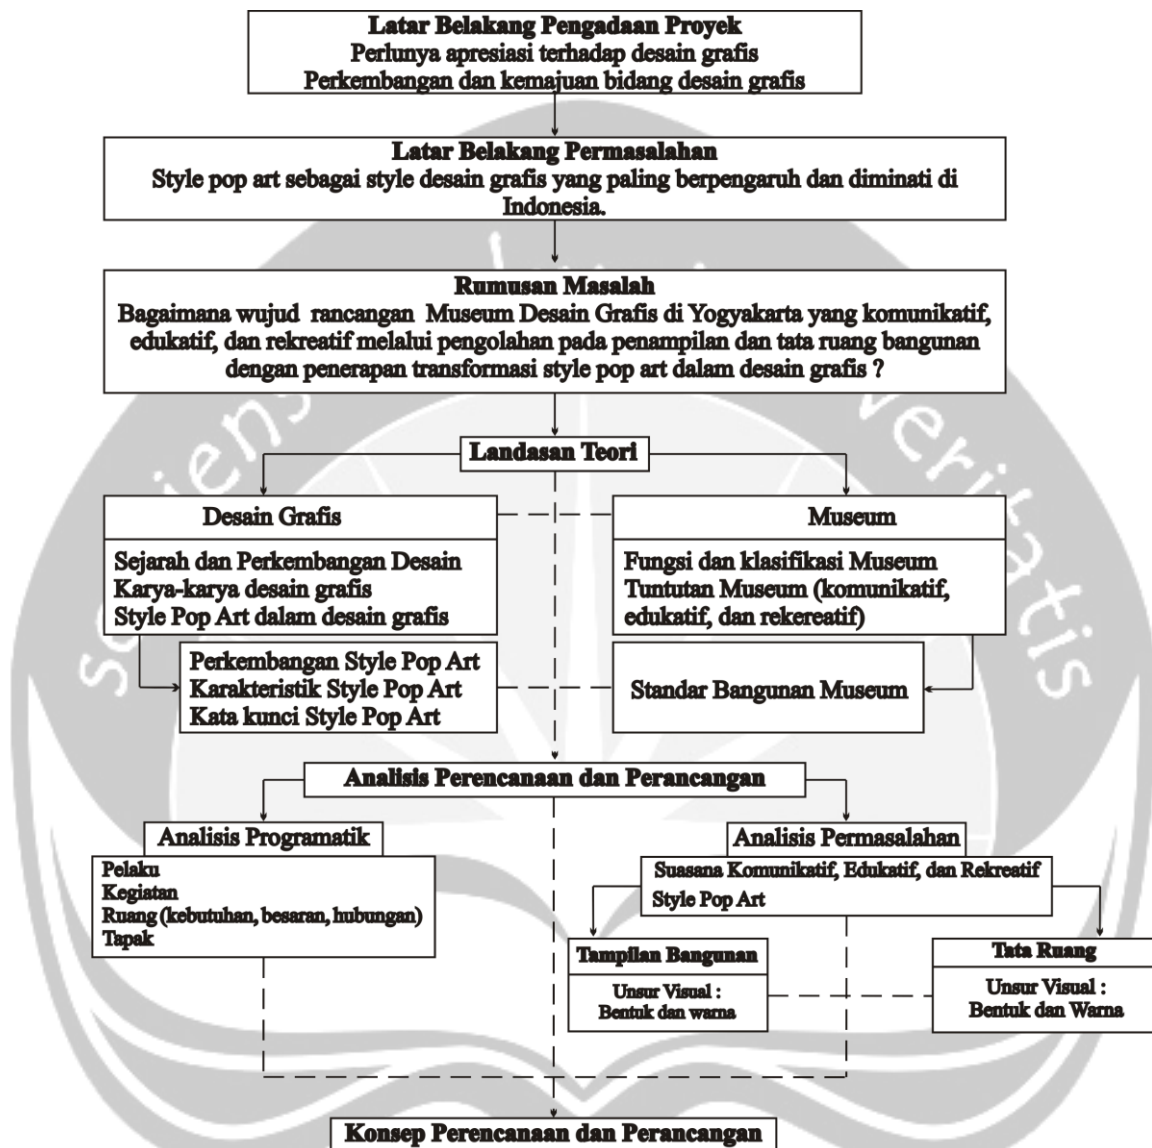 Latar Belakang Pengadaan Proyek
Perlunya apresiasi terhadap desain grafis
Perkembangan dan kemajuan bidang desain grafis
Latar Belakang Permasalahan
Style pop art sebagai style desain grafis yang paling berpengaruh dan diminati di
Indonesia.
Rumusan Masalah
Bagaimana wujud rancangan Museum Desain Grafis di Yogyakarta yang komunikatif,
edukatif, dan rekreatif melalui pengolahan pada penampilan dan tata ruang bangunan
dengan penerapan transformasi style pop art dalam desain grafis ?
Landasan Teori
Desain Grafis
Sejarah dan Perkembangan Desain
Karya-karya desain grafis
Style Pop Art dalam desain grafis
Museum
Fungsi dan klasifikasi Museum
Tuntutan Museum (komunikatif,
edukatif, dan rekereatif)
Perkembangan Style Pop Art
Karakteristik Style Pop Art
Kata kunci Style Pop Art
Standar Bangunan Museum
Analisis Perencanaan dan Perancangan
Analisis Programatik
Pelaku
Kegiatan
Ruang (kebutuhan, besaran, hubungan)
Tapak
Analisis Permasalahan
Suasana Komunikatif, Edukatif, dan Rekreatif
Style Pop Art
Tampilan Bangunan
Unsur Visual :
Bentuk dan warna
Tata Ruang
Unsur Visual :
Bentuk dan Warna
Konsep Perencanaan dan Perancangan
veritatis